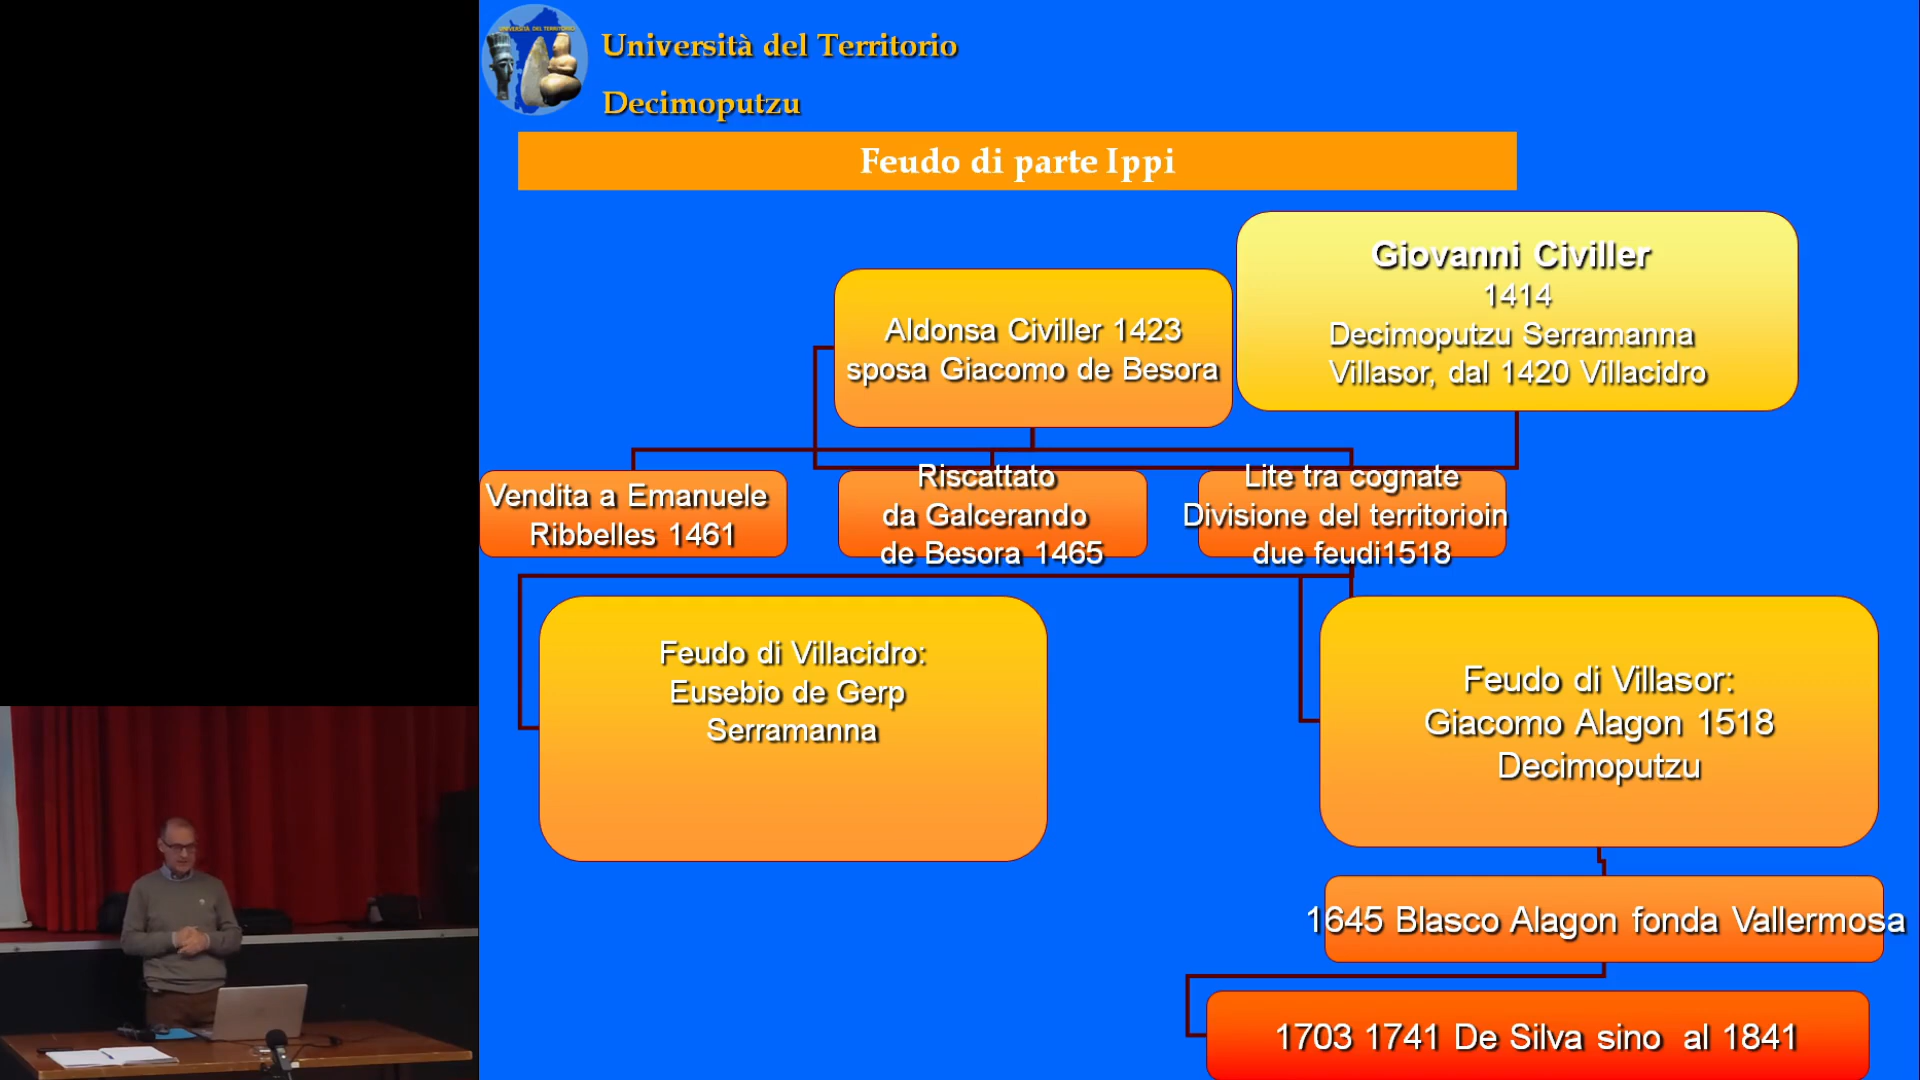 UNIVERSITÀ DEL TERRITORIO
Università del Territorio
Decimoputzu
Feudo di parte Ippi
Giovanni Civiller
1414
Decimoputzu Serramanna
Villasor, dal 1420 Villacidro
Aldonsa Civiller 1423
sposa Giacomo de Besora
Vendita a Emanuele
Ribbelles 1461
Riscattato
da Galcerando
de Besora 1465
Lite tra cognate
Divisione del territorioin
due feudi1518
Feudo di Villacidro:
Eusebio de Gerp
Serramanna
Feudo di Villasor:
Giacomo Alagon 1518
Decimoputzu
1645 Blasco Alagon fonda Vallermosa
1703 1741 De Silva sino  al 1841